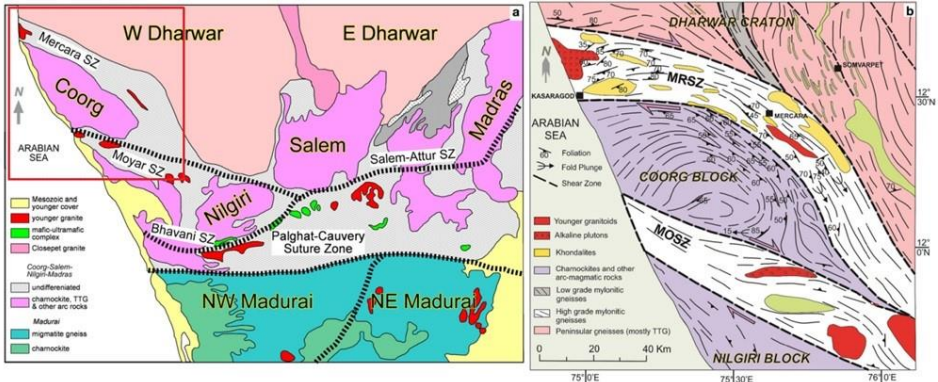 a
W Dharwar
E Dharwar
Mercara SZ
Coorg
N
ARABIAN
SEA
Moyar SZ
Salem
Madras
Salem-Attur SZ
Nilgiri
Bhavani SZ
Palghat-Cauvery
Suture Zone
NW Madurai
NE Madurai
Mesozoic and
younger cover
younger granite
mafic-ultramafic
complex
Closepet granite
Coorg-Salem-
Nilgiri-Madras
undiffereniated
charnockite, TTG
& other arc rocks
Madurai
migmatite gneiss
charnockite
b
DHARWAR CRATON
SOMVARPET
MRSZ
KASARAGOD
MERCARA
12°
30'N
ARABIAN
SEA
N
60
Foliation
Fold Plunge
Shear Zone
COORG BLOCK
MOSZ
12°
0'N
Younger granitoids
Alkaline plutons
Khondalites
Charnockites and other
arc-magmatic rocks
Low grade mylonitic
gneisses
High grade mylonitic
gneisses
Peninsular gneisses (mostly TTG)
0 20 40 Km
NILGIRI BLOCK
75°0'E
75°30'E
76°0'E